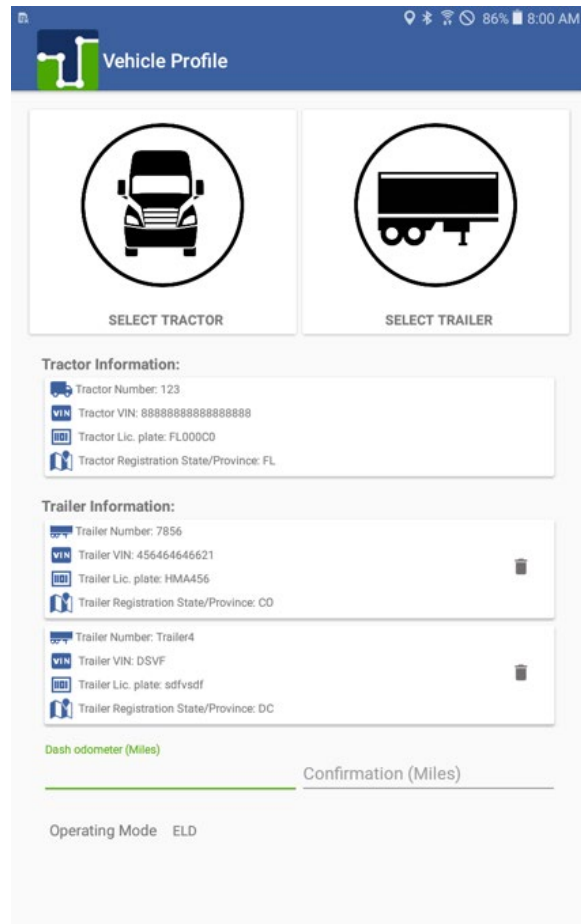 86% 8:00 AM
Vehicle Profile
SELECT TRACTOR
SELECT TRAILER
Tractor Information:
Tractor Number: 123
VIN Tractor VIN: 88888888888888888
Tractor Lic. plate: FL000C0
Tractor Registration State/Province: FL
Trailer Information:
Trailer Number: 7856
VIN Trailer VIN: 456464646621
Trailer Lic. plate: HMA456
Trailer Registration State/Province: CO
Trailer Number: Trailer4
VIN Trailer VIN: DSVF
Trailer Lic. plate: sdfvsdf
Trailer Registration State/Province: DC
Dash odometer (Miles)
Confirmation (Miles)
Operating Mode ELD